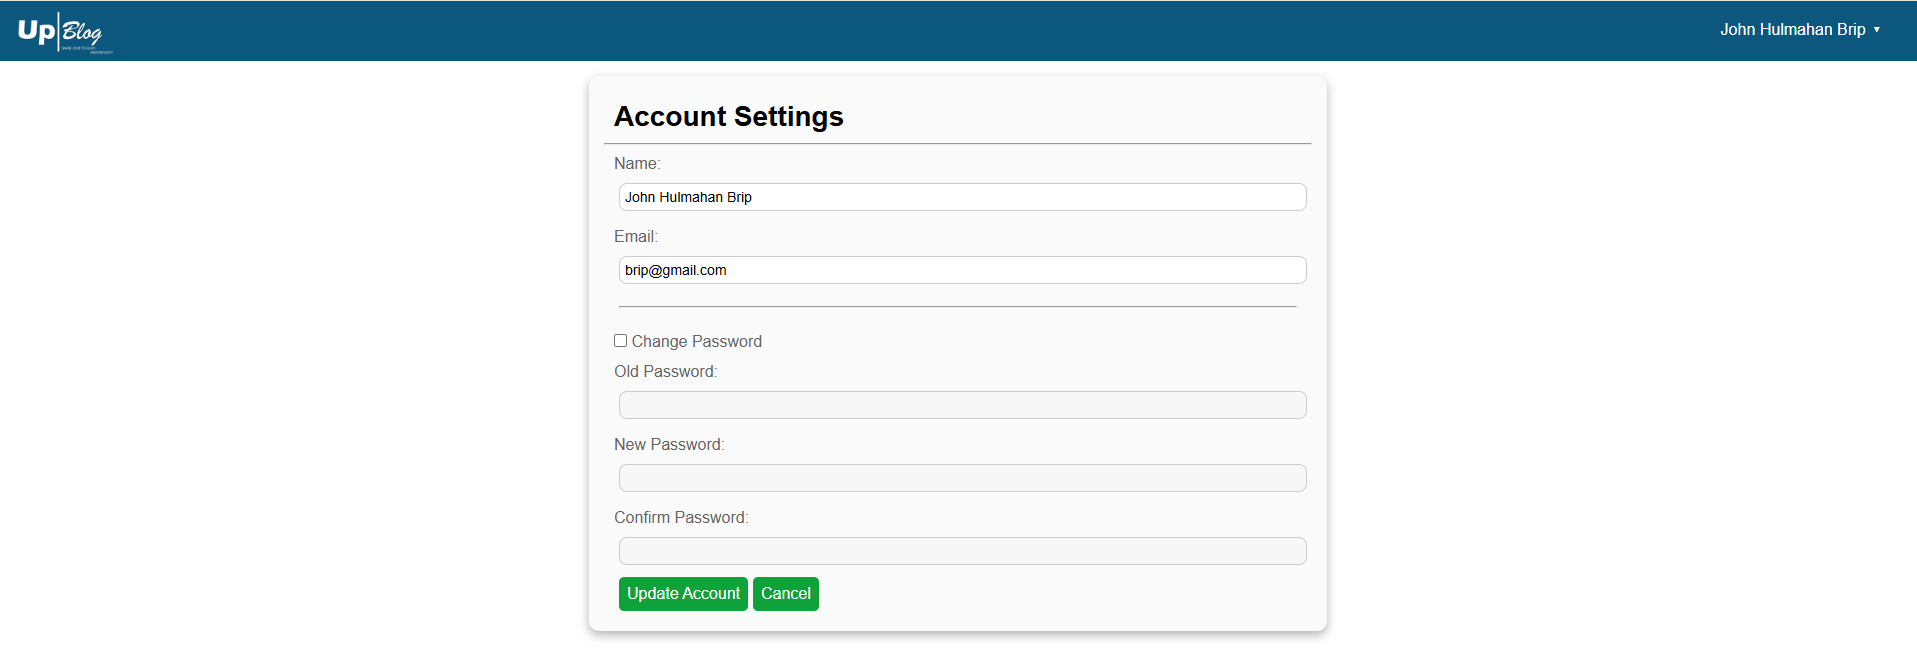 Up Blog
John Hulmahan Brip ▾
Account Settings
Name:
John Hulmahan Brip
Email:
brip@gmail.com
Change Password
Old Password:
New Password:
Confirm Password:
Update Account Cancel